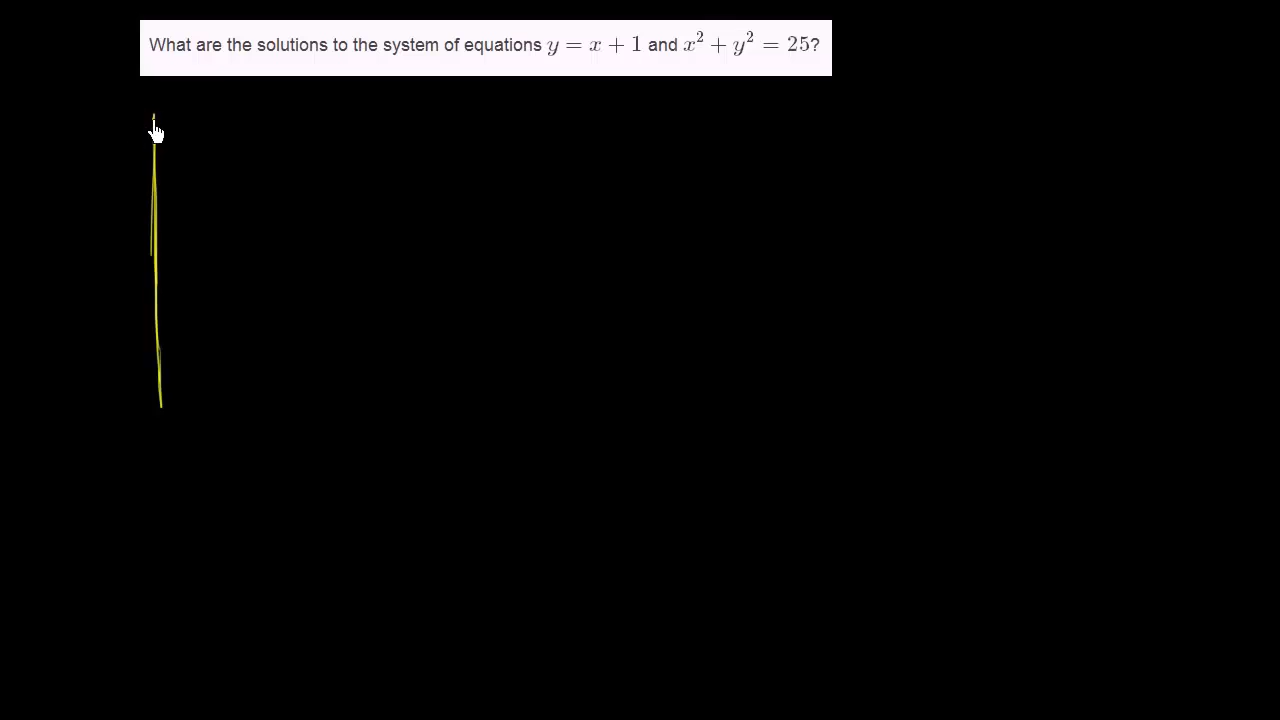 What are the solutions to the system of equations y = x + 1 and x² + y² = 25?